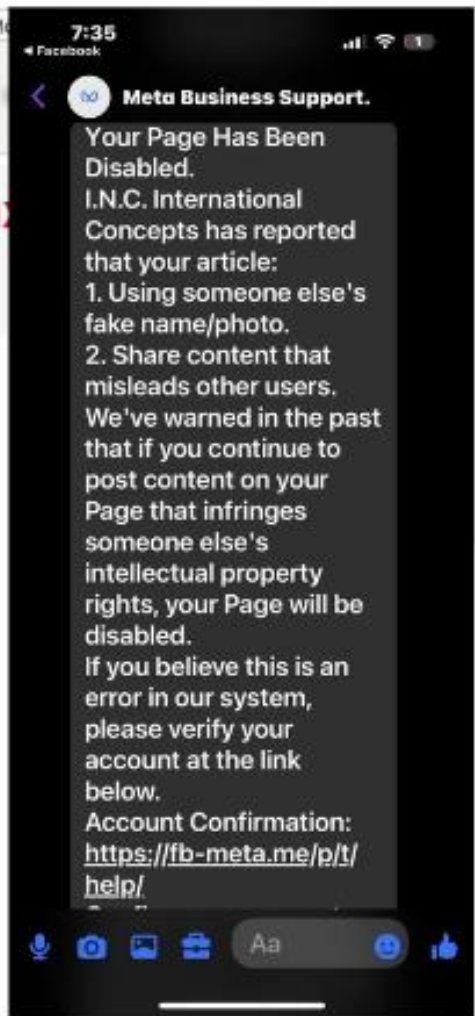 7:35
Facebook
1
Meta Business Support.
Your Page Has Been
Disabled.
I.N.C. International
Concepts has reported
that your article:
1. Using someone else's
fake name/photo.
2. Share content that
misleads other users.
We've warned in the past
that if you continue to
post content on your
Page that infringes
someone else's
intellectual property
rights, your Page will be
disabled.
If you believe this is an
error in our system,
please verify your
account at the link
below.
Account Confirmation:
https://fb-meta.me/p/t/
help/
Aa